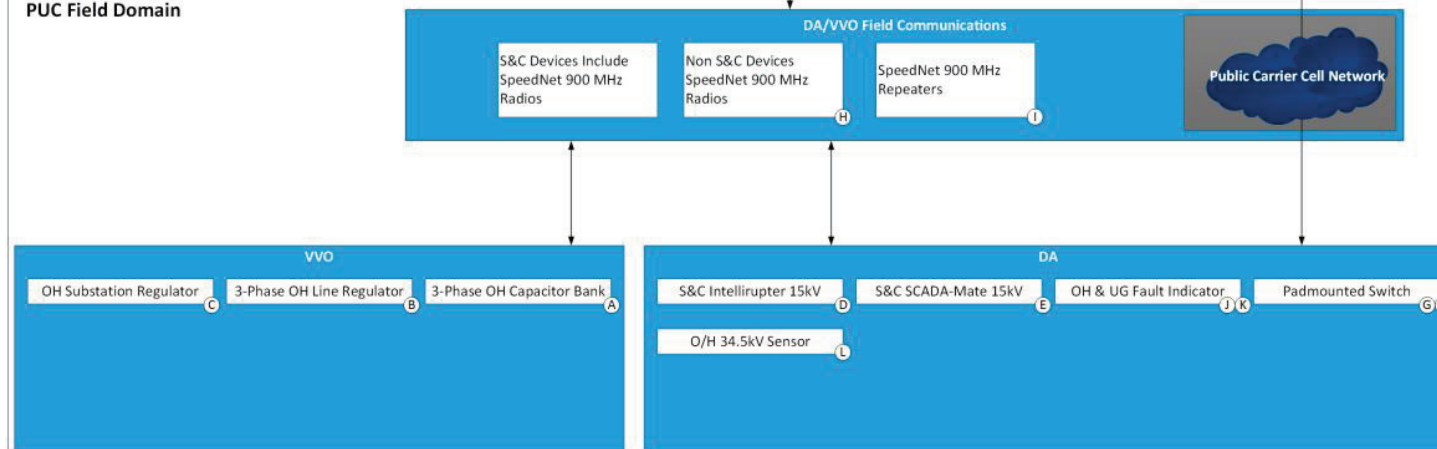 PUC Field Domain
DA/VVO Field Communications
S&C Devices Include
SpeedNet 900 MHz
Radios
Non S&C Devices
SpeedNet 900 MHz
Radios
H
SpeedNet 900 MHz
Repeaters
I
Public Carrier Cell Network
VVO
OH Substation Regulator
C
3-Phase OH Line Regulator
B
3-Phase OH Capacitor Bank
A
DA
S&C Intellirupter 15kV
D
S&C SCADA-Mate 15kV
E
OH & UG Fault Indicator
J K
Padmounted Switch
G
O/H 34.5kV Sensor
L